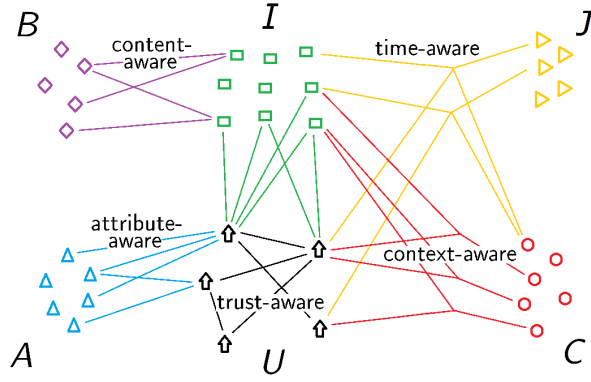 B
I
J
content-
aware
time-aware
attribute-
aware
context-aware
trust-aware
A
U
C